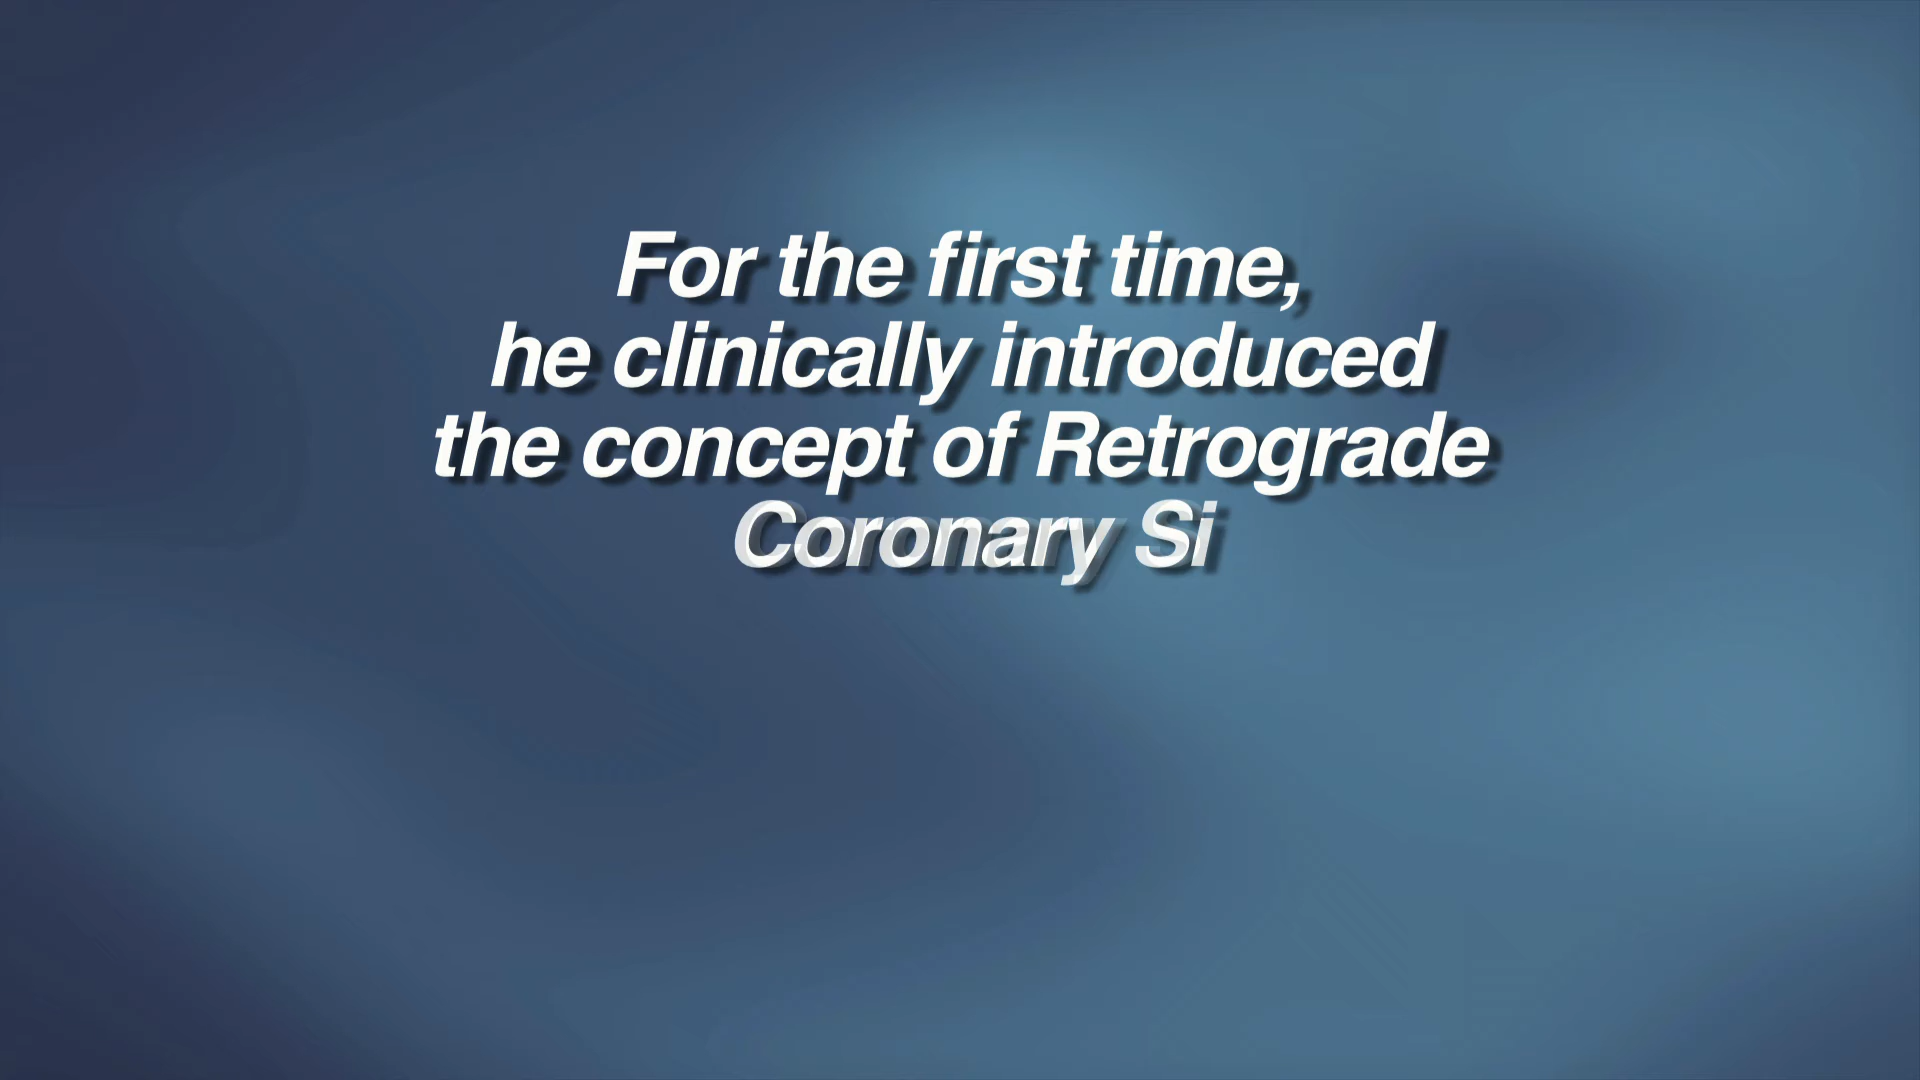 For the first time,
he clinically introduced
the concept of Retrograde
Coronary Si